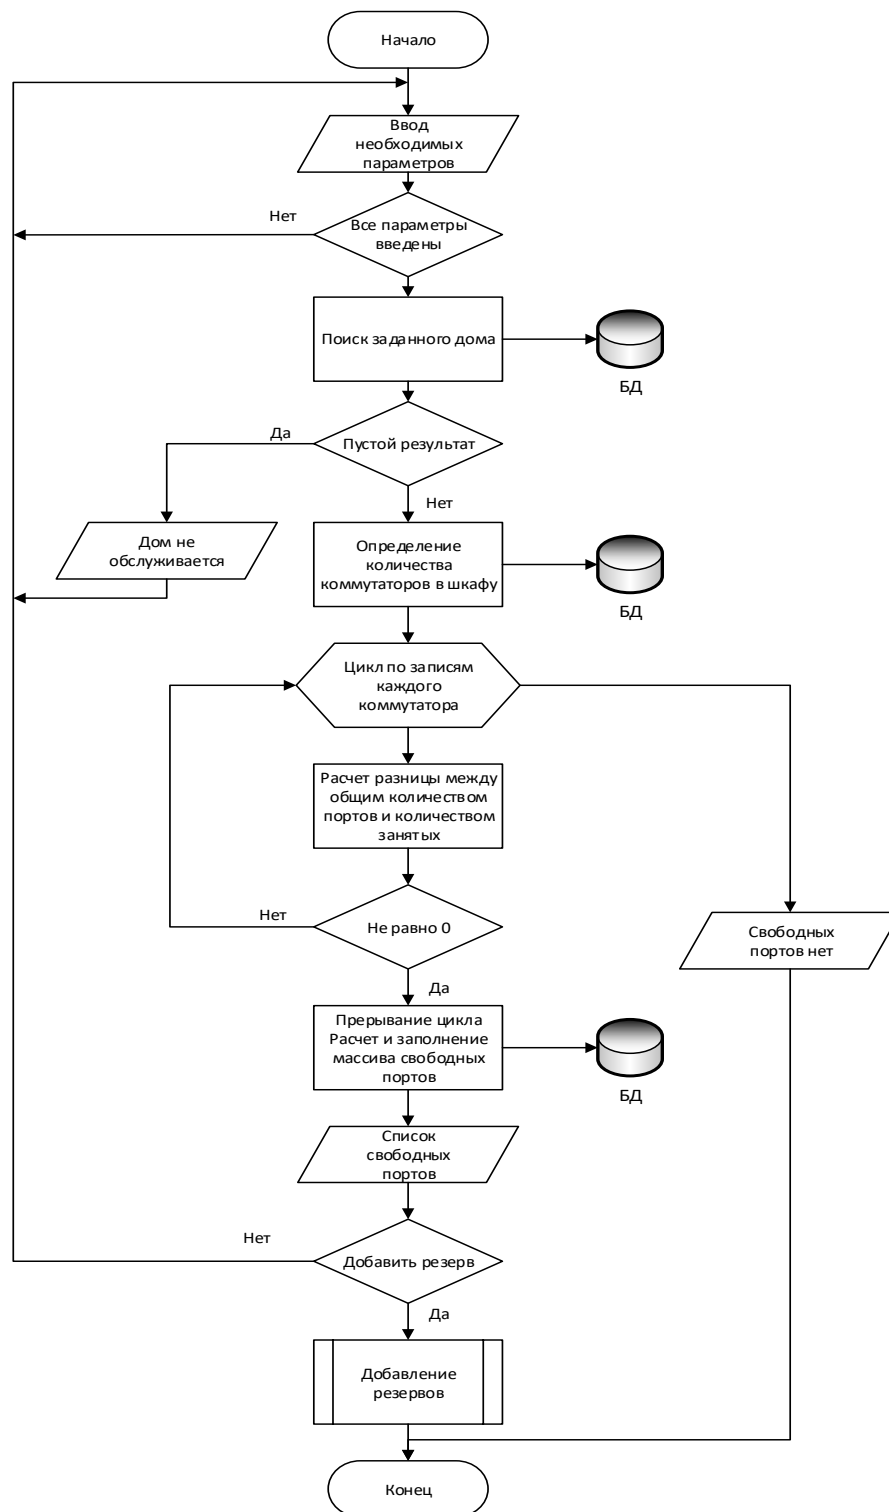 Начало
Ввод
необходимых
параметров
Нет
Все параметры
введены
Поиск заданного дома
БД
Да
Пустой результат
Нет
Дом не
обслуживается
Определение
количества
коммутаторов в шкафу
БД
Цикл по записям
каждого
коммутатора
Расчет разницы между
общим количеством
портов и количеством
занятых
Нет
Не равно 0
Свободных
портов нет
Да
Прерывание цикла
Расчет и заполнение
массива свободных
портов
БД
Список
свободных
портов
Нет
Добавить резерв
Да
Добавление
резервов
Конец